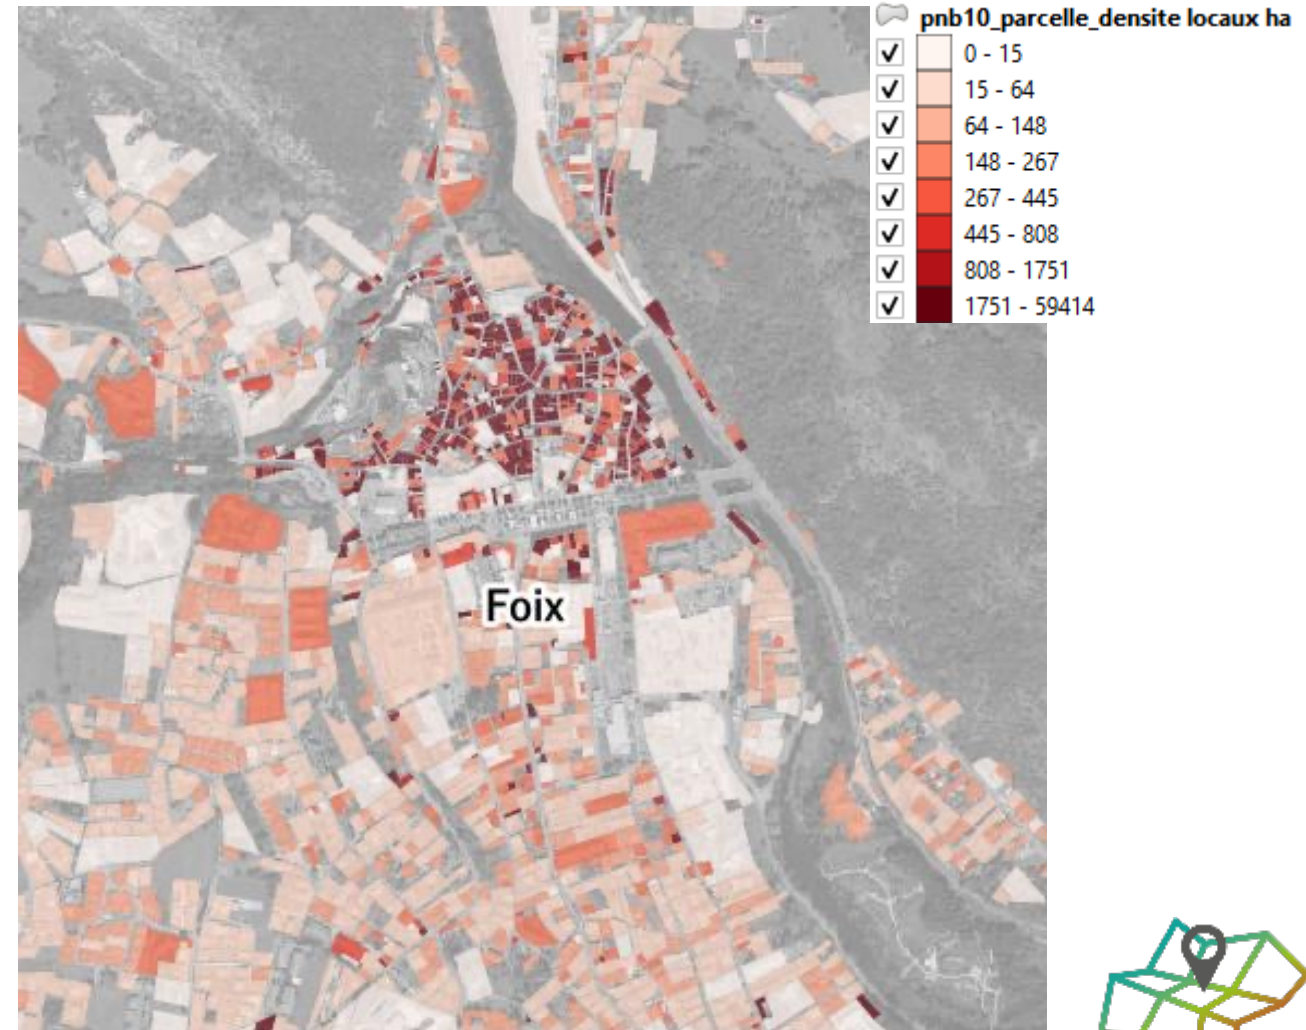 pnb10_parcelle_densite locaux ha
0 - 15
15 - 64
64 - 148
148 - 267
267 - 445
445 - 808
808 - 1751
1751 - 59414
Foix